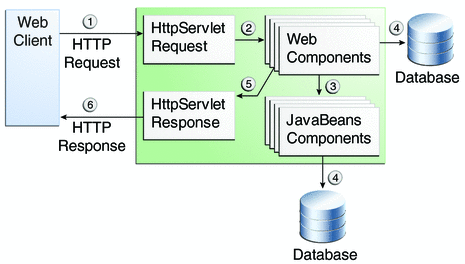 Web
Client
1
HTTP
Request
HttpServlet
Request
2
Web
Components
4
Database
3
5
6
HTTP
Response
HttpServlet
Response
JavaBeans
Components
4
Database